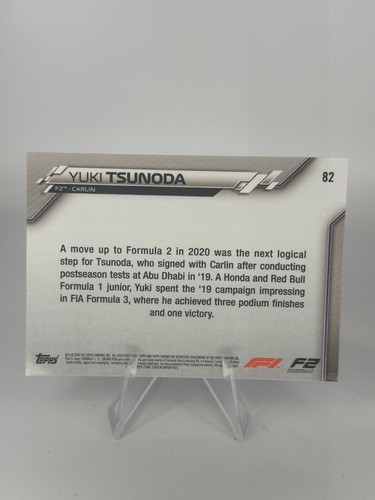 YUKI TSUNODA
82
F2™ - CARLIN
A move up to Formula 2 in 2020 was the next logical
step for Tsunoda, who signed with Carlin after conducting
postseason tests at Abu Dhabi in '19. A Honda and Red Bull
Formula 1 junior, Yuki spent the '19 campaign impressing
in FIA Formula 3, where he achieved three podium finishes
and one victory.
Topps
F1
F2